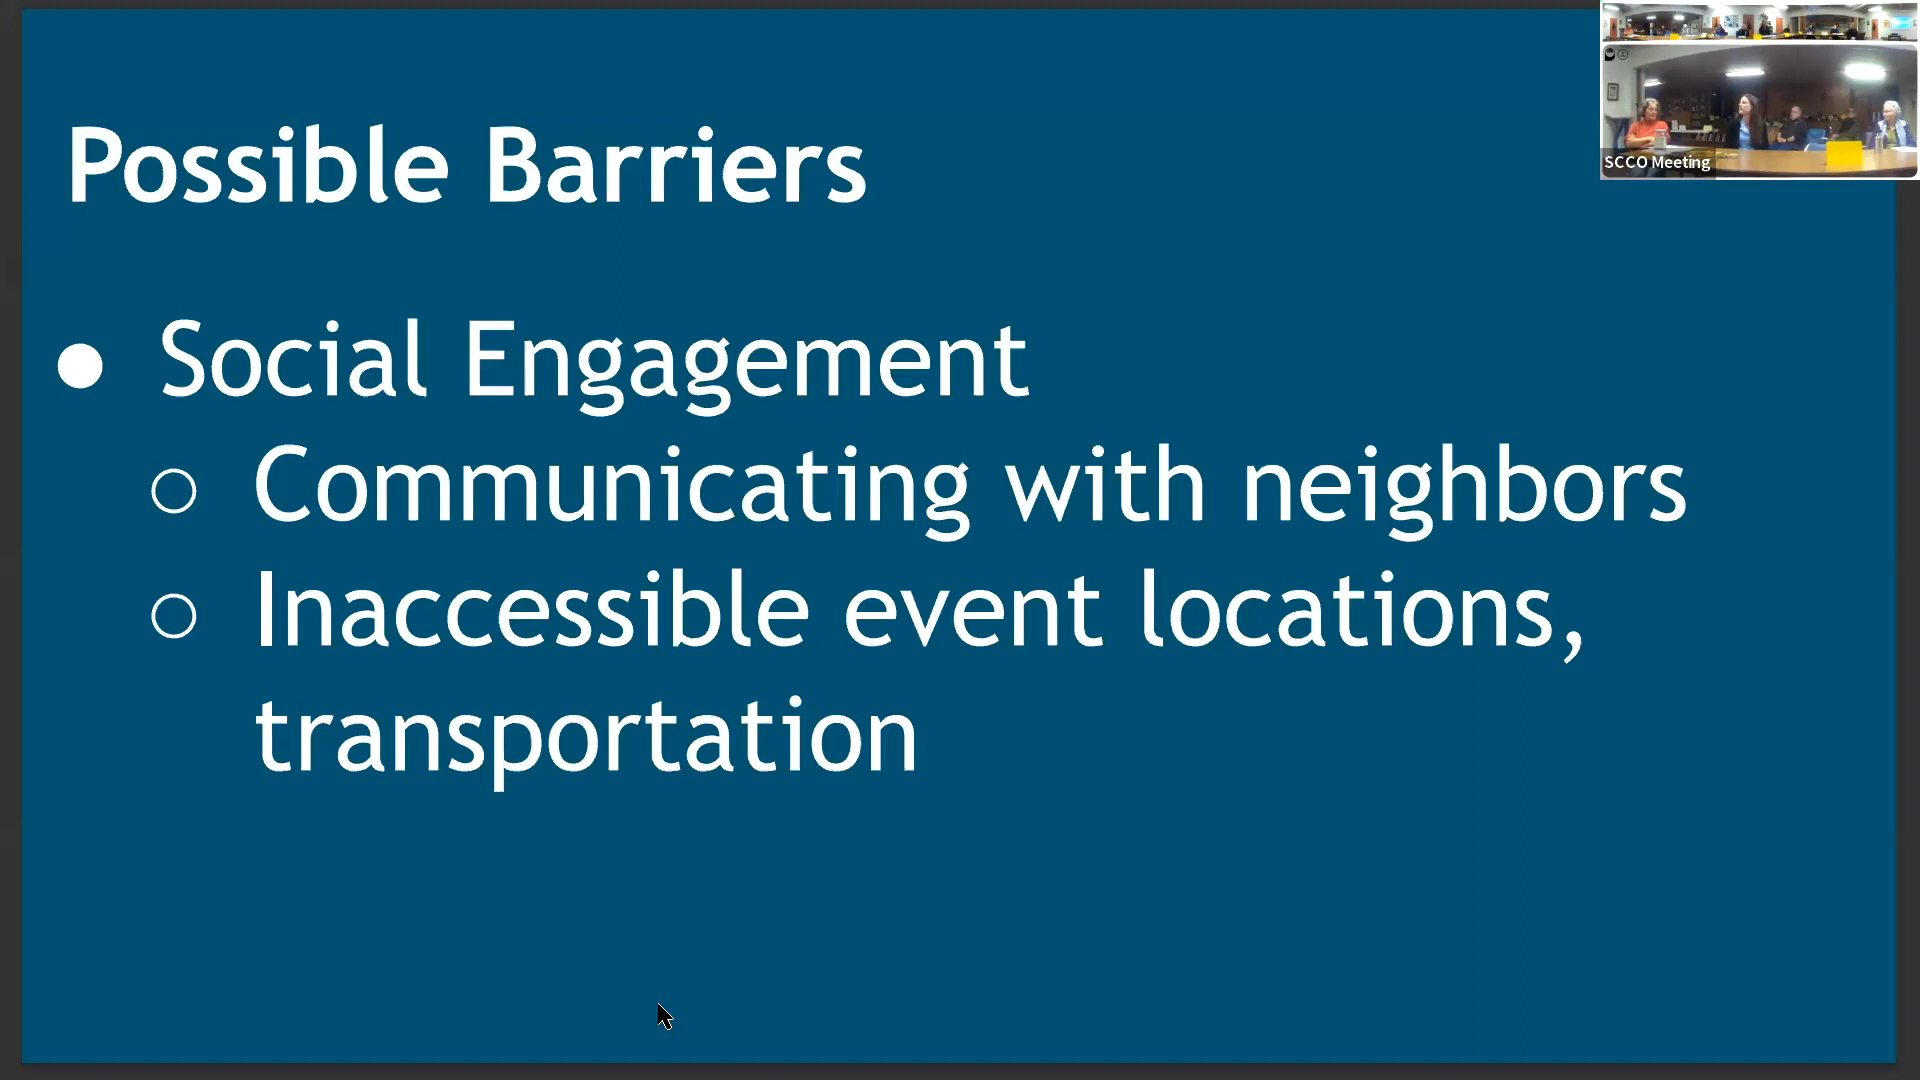 Possible Barriers
● Social Engagement
○ Communicating with neighbors
○ Inaccessible event locations,
transportation
SCCO Meeting